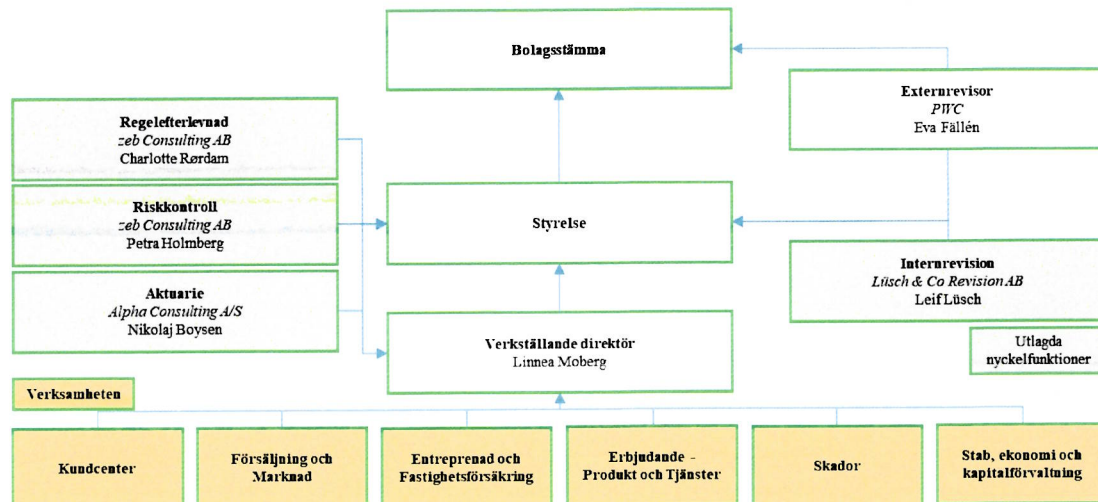 Bolagsstämma
Externrevisor
PWC
Eva Fällén
Regelefterlevnad
zeb Consulting AB
Charlotte Rørdam
Riskkontroll
zeb Consulting AB
Petra Holmberg
Styrelse
Internrevision
Lüsch & Co Revision AB
Leif Lüsch
Aktuarie
Alpha Consulting A/S
Nikolaj Boysen
Verkställande direktör
Linnea Moberg
Utlagda
nyckelfunktioner
Verksamheten
Kundcenter
Försäljning och
Marknad
Entreprenad och
Fastighetsförsäkring
Erbjudande -
Produkt och Tjänster
Skador
Stab, ekonomi och
kapitalförvaltning